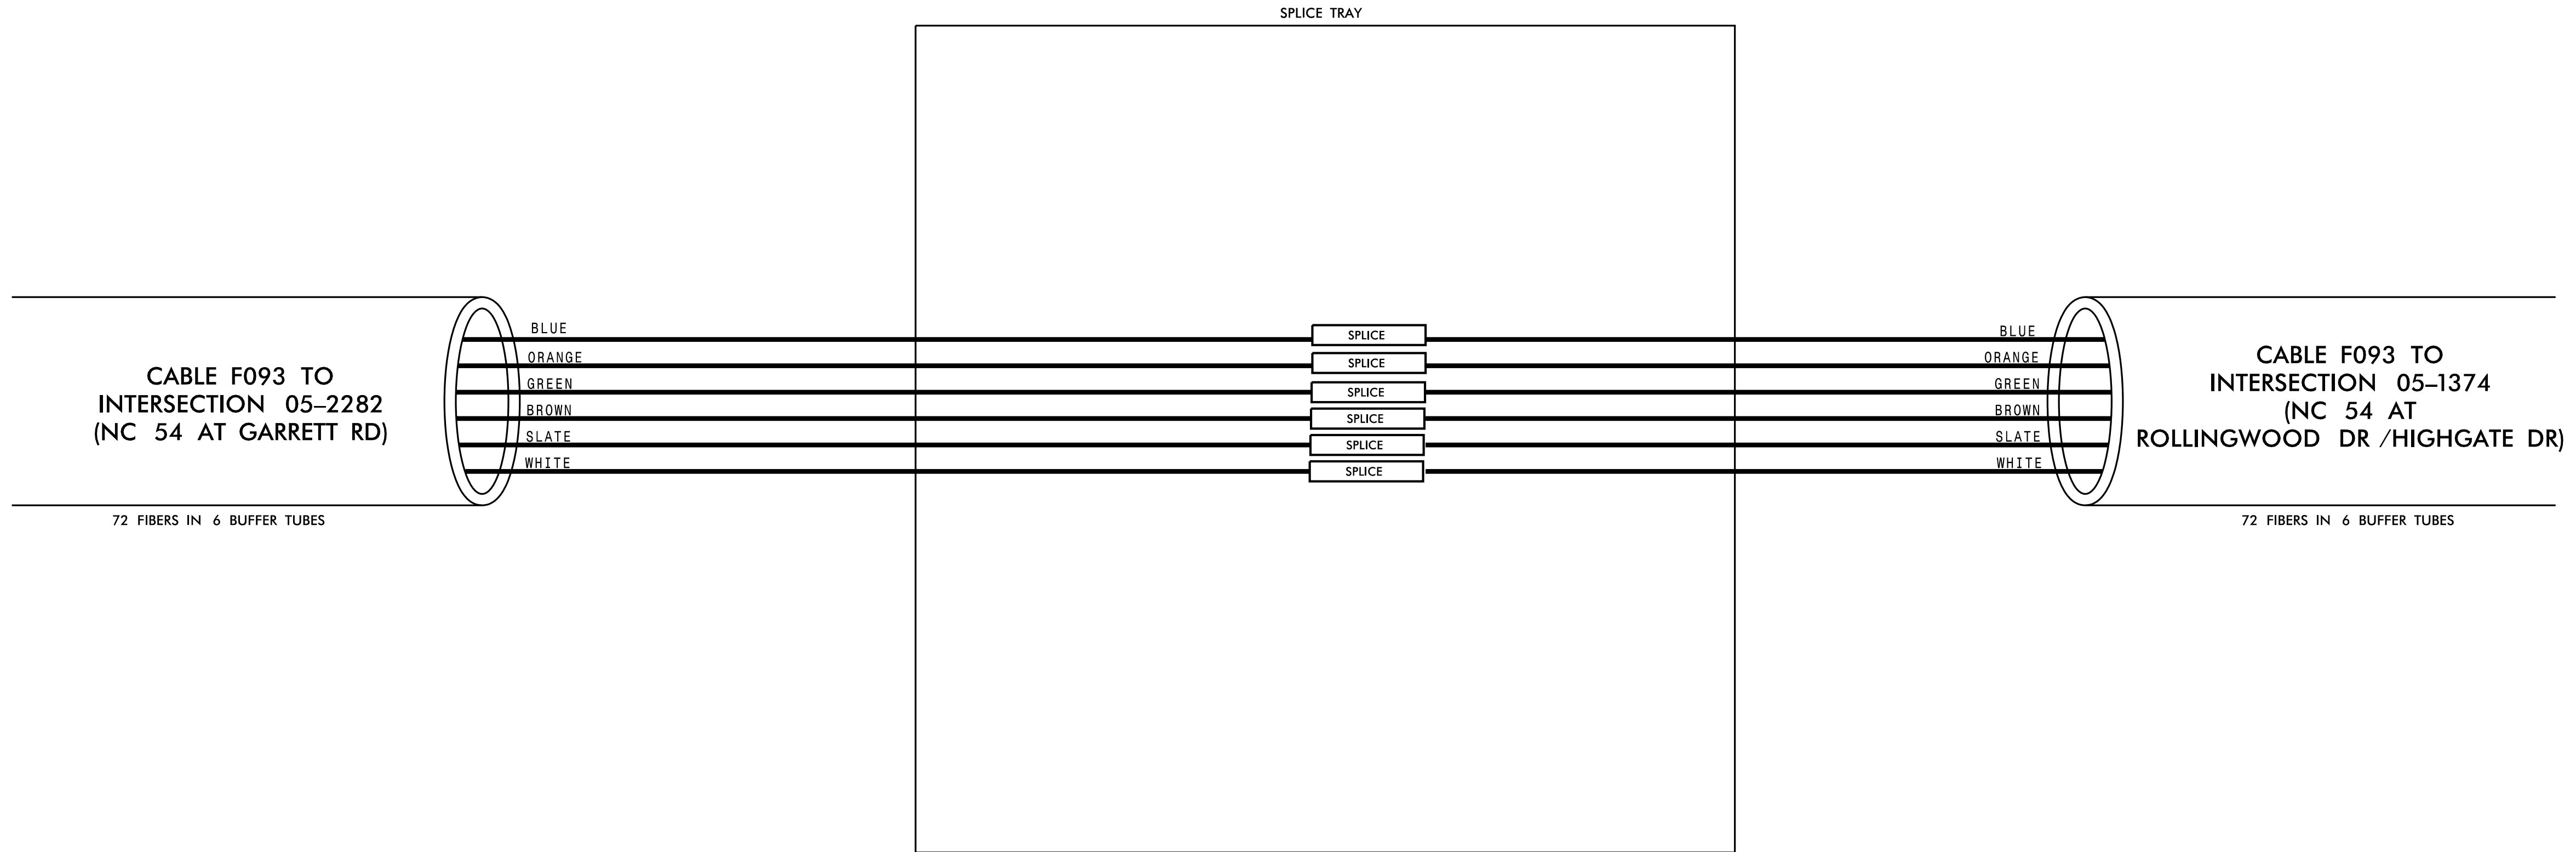 SPLICE TRAY
BLUE
ORANGE
GREEN
BROWN
SLATE
WHITE
CABLE F093 TO
INTERSECTION 05–2282
(NC 54 AT GARRETT RD)
72 FIBERS IN 6 BUFFER TUBES
SPLICE
SPLICE
SPLICE
SPLICE
SPLICE
SPLICE
BLUE
ORANGE
GREEN
BROWN
SLATE
WHITE
CABLE F093 TO
INTERSECTION 05–1374
(NC 54 AT
ROLLINGWOOD DR /HIGHGATE DR)
72 FIBERS IN 6 BUFFER TUBES